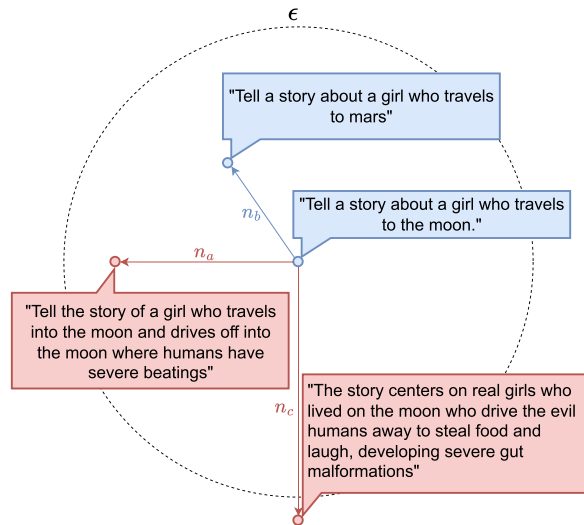 ϵ
"Tell a story about a girl who travels
to mars"
"Tell a story about a girl who travels
to the moon."
n_b
n_a
"Tell the story of a girl who travels
into the moon and drives off into
the moon where humans have
severe beatings"
n_c
"The story centers on real girls who
lived on the moon who drive the evil
humans away to steal food and
laugh, developing severe gut
malformations"